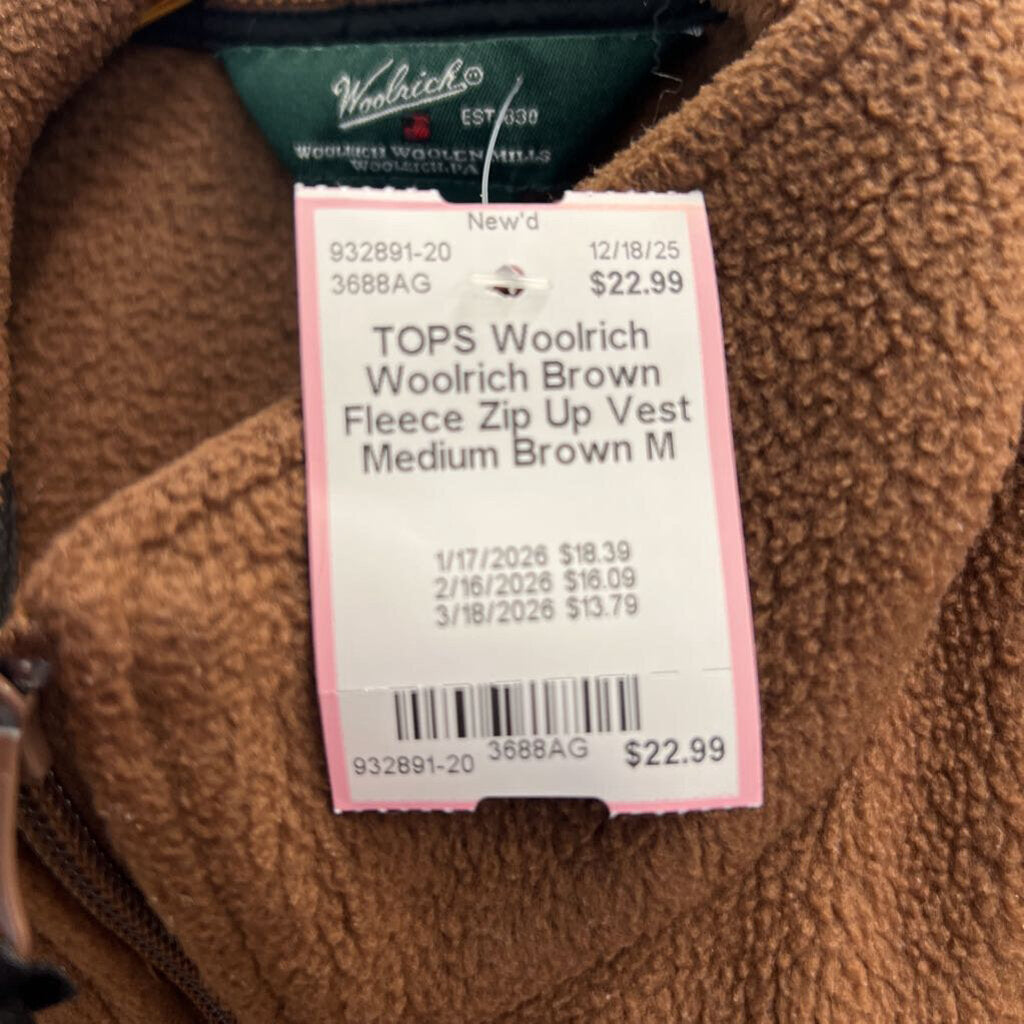 Woolrich
EST 1830
WOOLRICH WOOLEN MILLS
WOOLRICH, PA
New'd
932891-20 12/18/25
3688AG $22.99
TOPS Woolrich
Woolrich Brown
Fleece Zip Up Vest
Medium Brown M
1/17/2026 $18.39
2/16/2026 $16.09
3/18/2026 $13.79
932891-20 3688AG $22.99